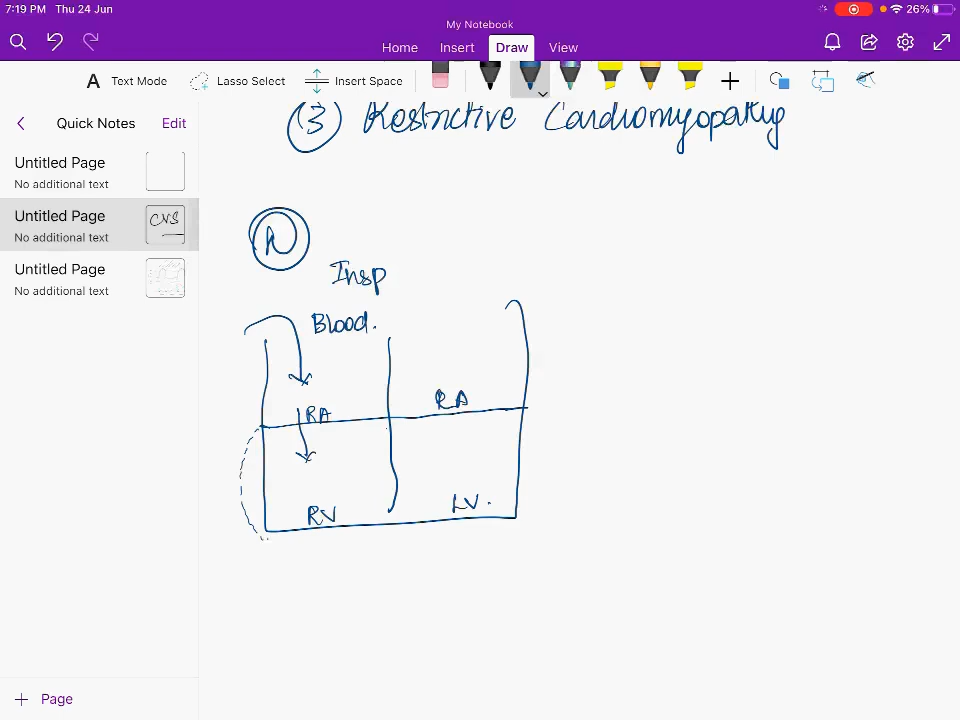 7:19 PM Thu 24 Jun
26%
My Notebook
Home Insert Draw View
A Text Mode Lasso Select Insert Space
Quick Notes Edit
Untitled Page
No additional text
Untitled Page
No additional text
CNS
Untitled Page
No additional text
Page
(3) Restrictive Cardiomyopathy
Insp
Blood.
RA RA
RV LV.